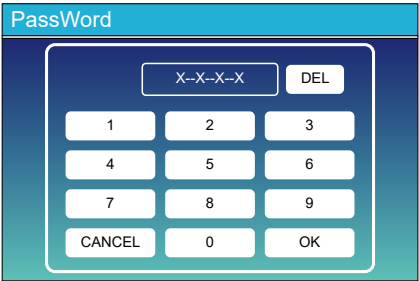 PassWord
X--X--X--X DEL
1 2 3
4 5 6
7 8 9
CANCEL 0 OK